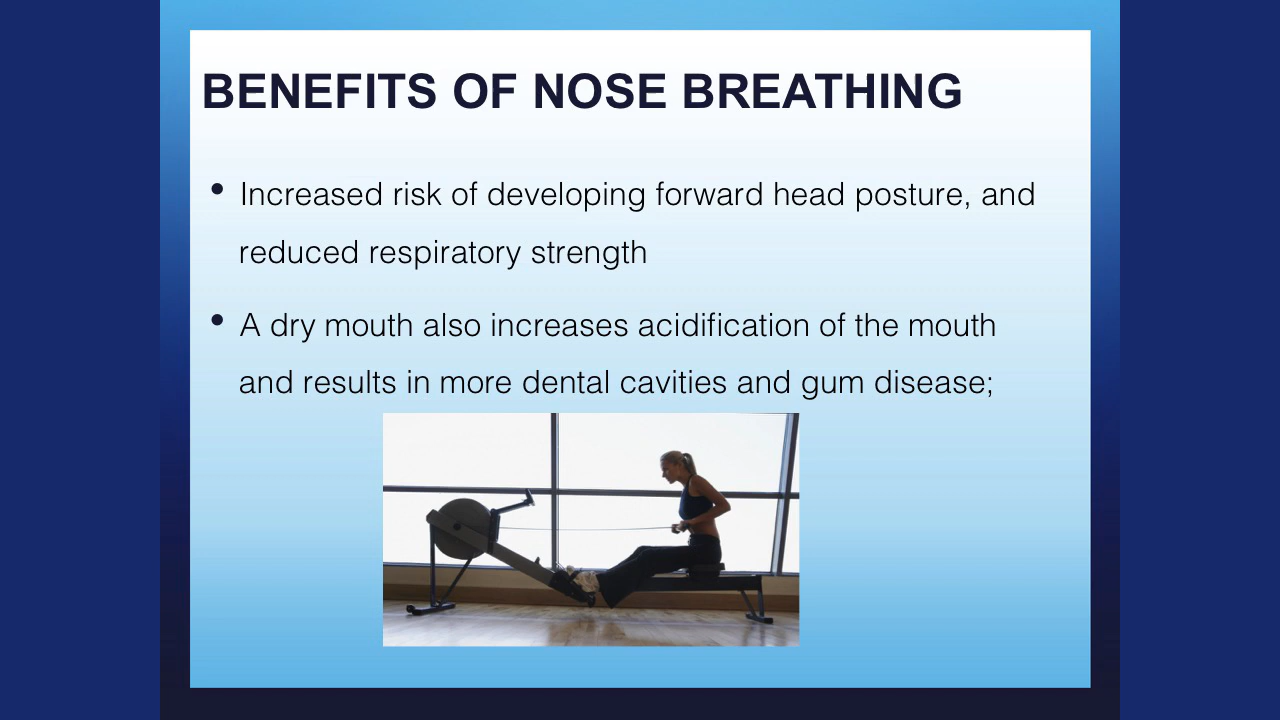 BENEFITS OF NOSE BREATHING
• Increased risk of developing forward head posture, and
reduced respiratory strength
• A dry mouth also increases acidification of the mouth
and results in more dental cavities and gum disease;